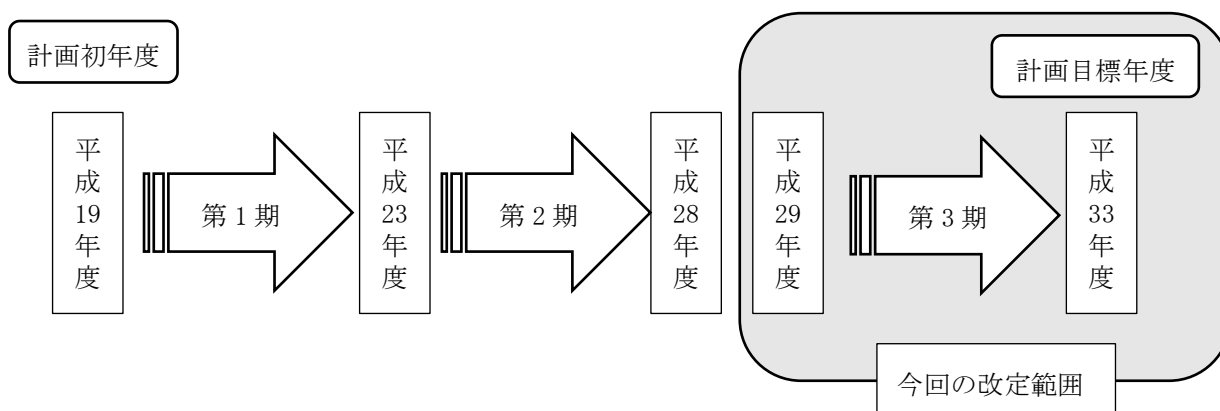 計画初年度
計画目標年度
平成19年度
第1期
平成23年度
第2期
平成28年度
平成29年度
第3期
平成33年度
今回の改定範囲